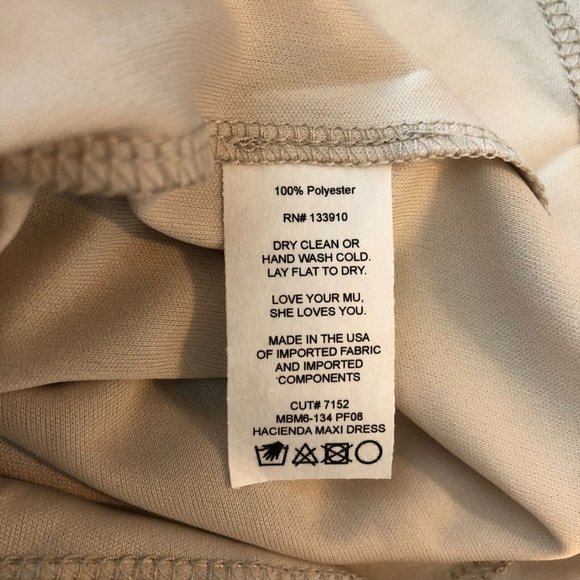 100% Polyester
RN# 133910
DRY CLEAN OR
HAND WASH COLD.
LAY FLAT TO DRY.
LOVE YOUR MU,
SHE LOVES YOU.
MADE IN THE USA
OF IMPORTED FABRIC
AND IMPORTED
COMPONENTS
CUT# 7152
MBM6-134 PF08
HACIENDA MAXI DRESS